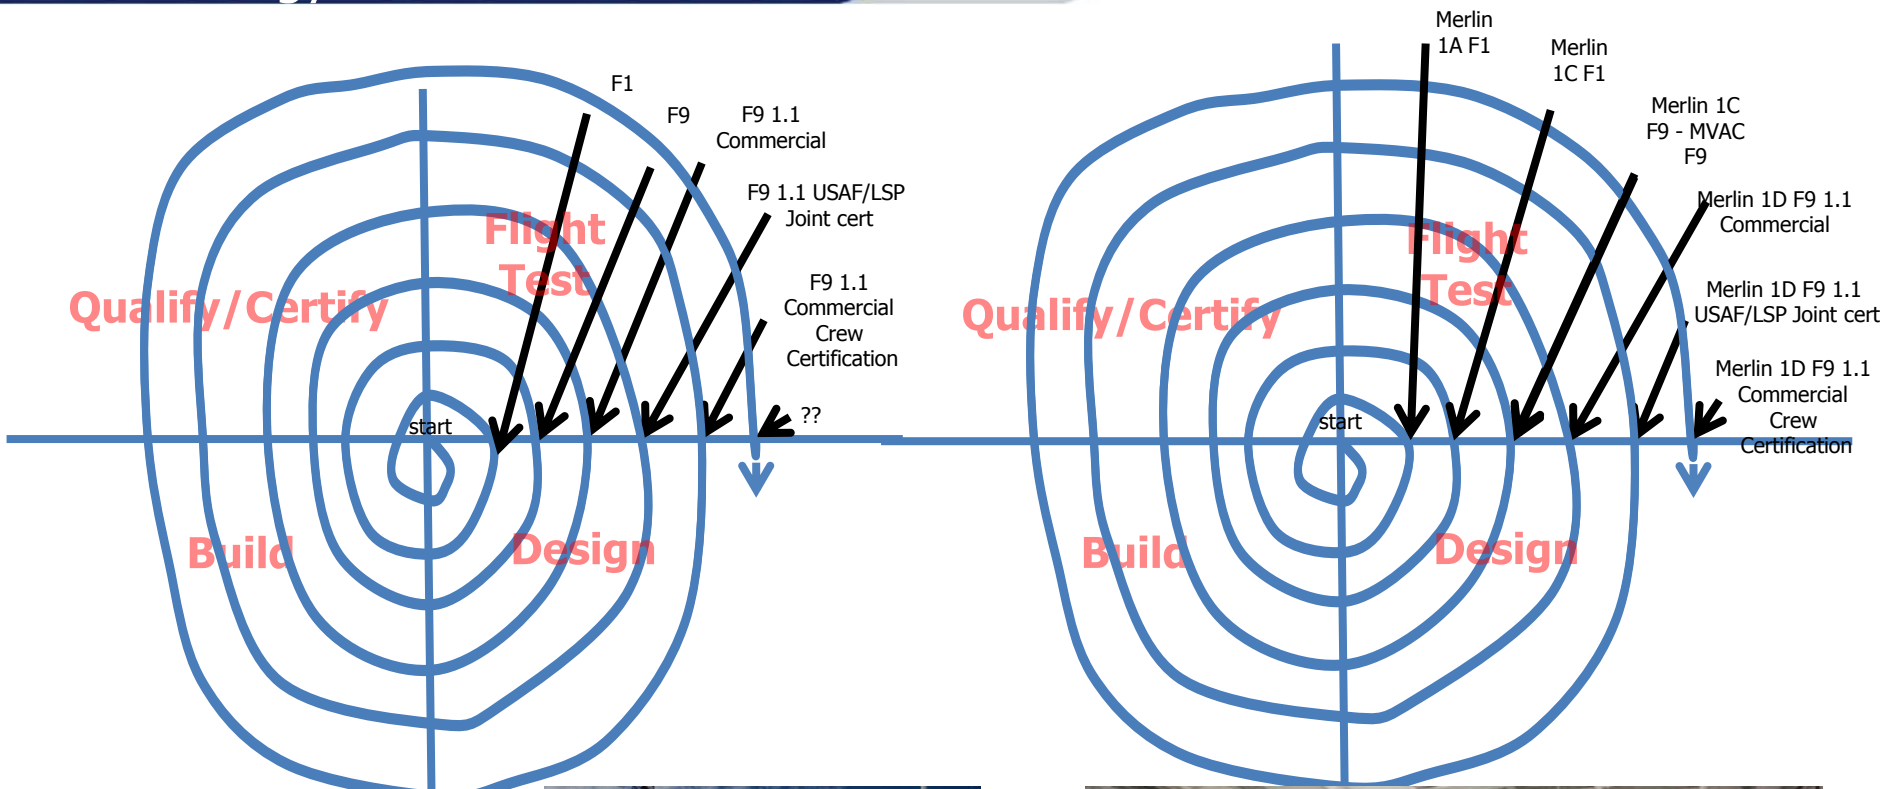 F1
F9
F9 1.1
Commercial
F9 1.1 USAF/LSP
Joint cert
F9 1.1
Commercial
Crew
Certification
??
Flight
Test
Qualify/Certify
start
Build
Design
Merlin
1A F1
Merlin
1C F1
Merlin 1C
F9 - MVAC
F9
Merlin 1D F9 1.1
Commercial
Merlin 1D F9 1.1
USAF/LSP Joint cert
Merlin 1D F9 1.1
Commercial
Crew
Certification
Flight
Test
Qualify/Certify
start
Build
Design